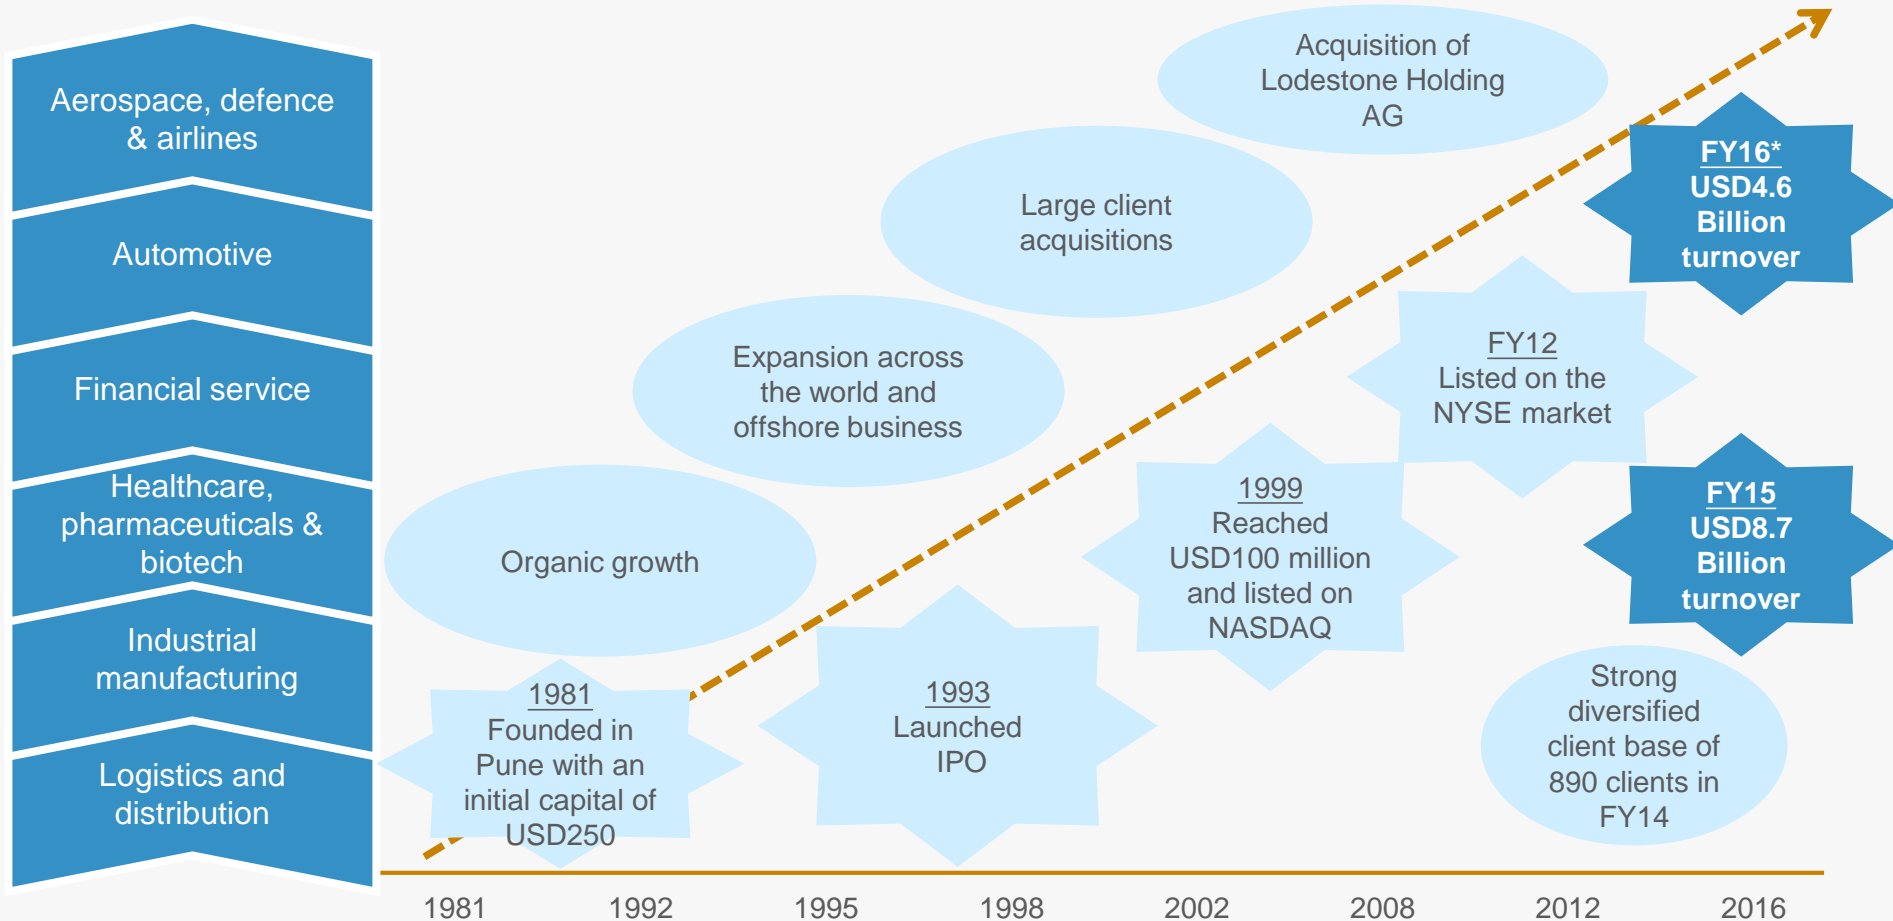 Aerospace, defence
& airlines
Automotive
Financial service
Healthcare,
pharmaceuticals &
biotech
Industrial
manufacturing
Logistics and
distribution
Acquisition of
Lodestone Holding
AG
Large client
acquisitions
Expansion across
the world and
offshore business
Organic growth
1981
Founded in
Pune with an
initial capital of
USD250
1993
Launched
IPO
1999
Reached
USD100 million
and listed on
NASDAQ
FY12
Listed on the
NYSE market
FY16*
USD4.6
Billion
turnover
FY15
USD8.7
Billion
turnover
Strong
diversified
client base of
890 clients in
FY14
1981 1992 1995 1998 2002 2008 2012 2016